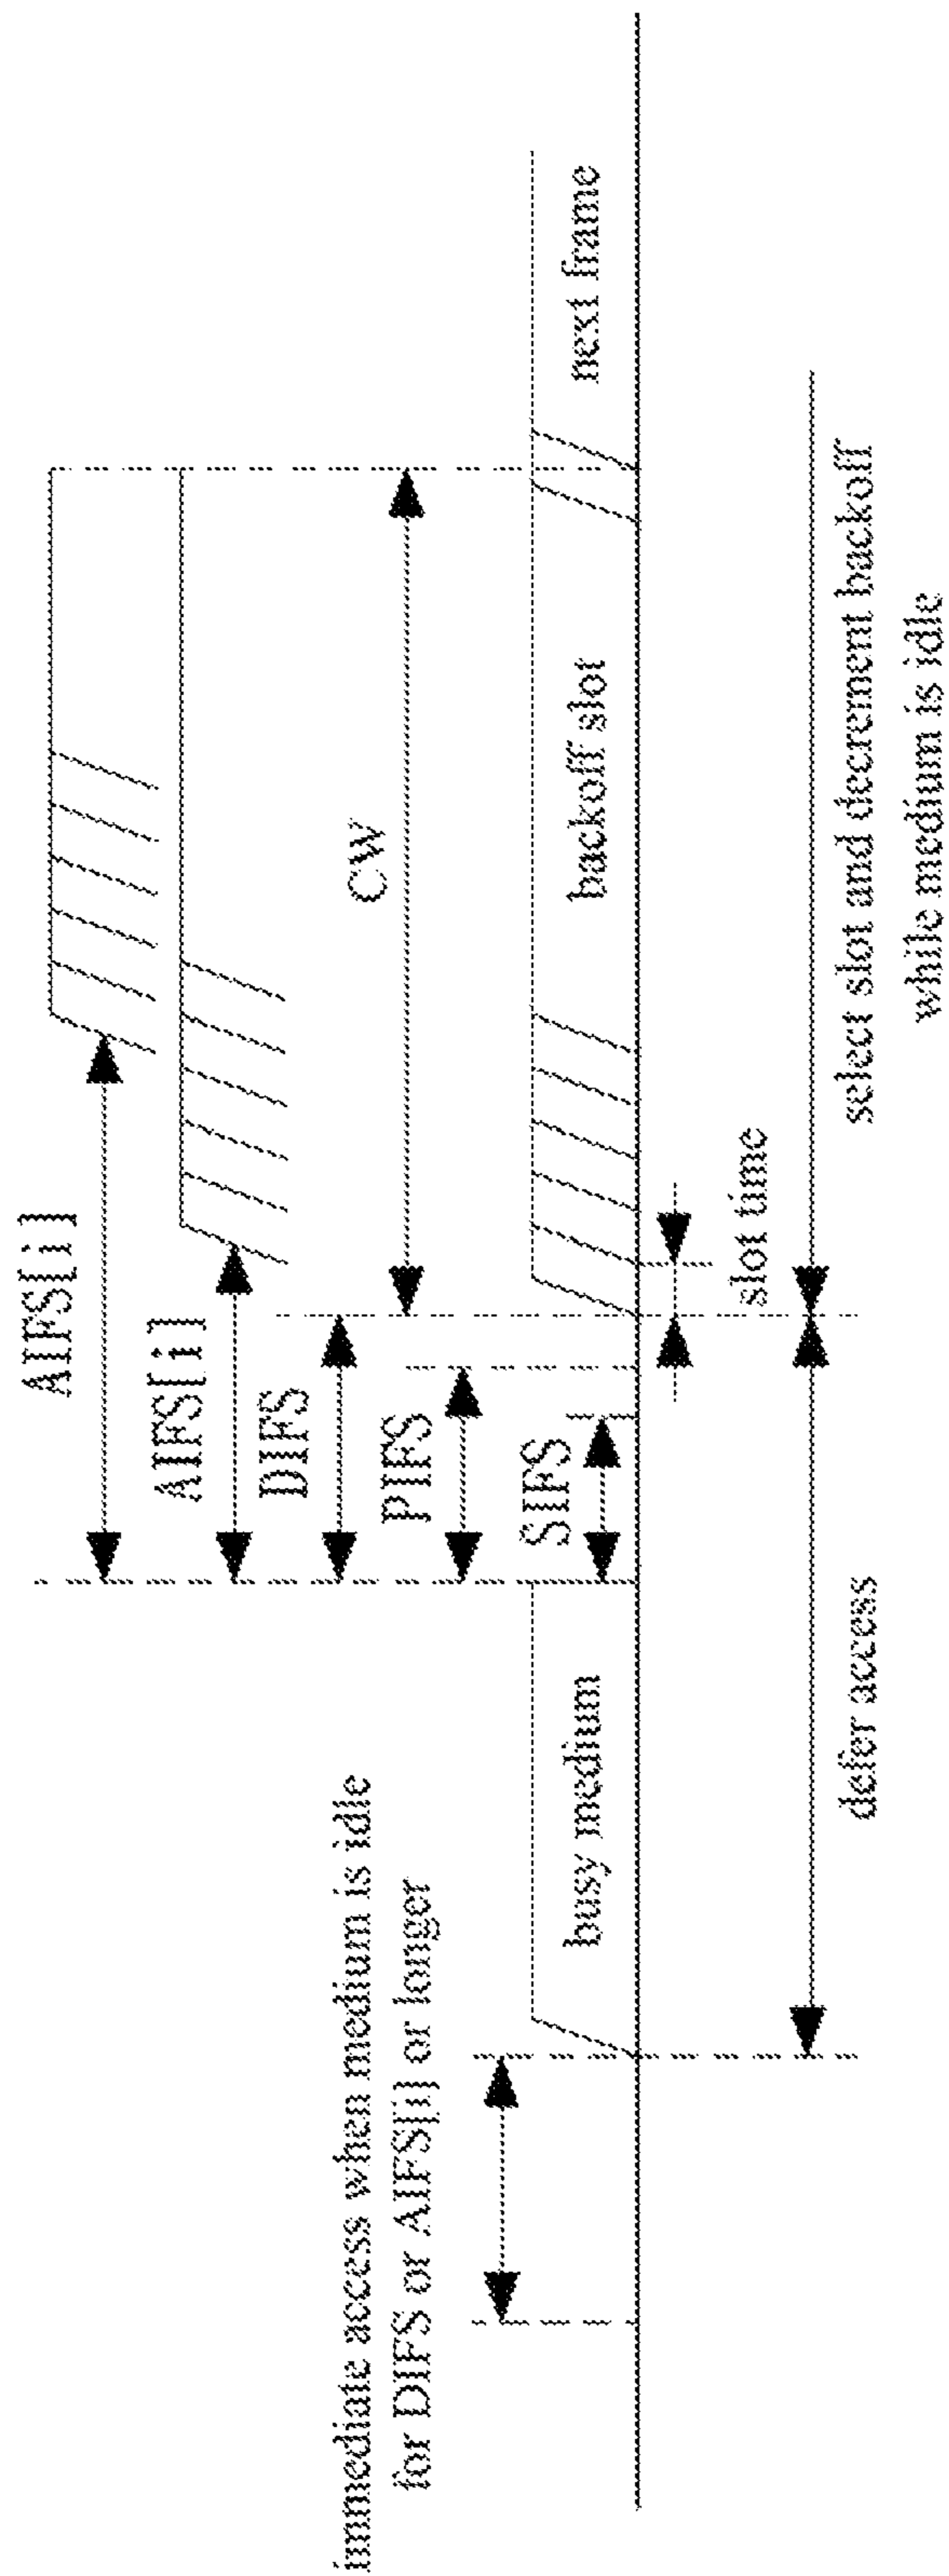 AIFS[i]
AIFS[i]
immediate access when medium is idle
for DIFS or AIFS[i] or longer
DIFS
CW
PIFS
SIFS
busy medium
backoff slot
next frame
slot time
defer access
select slot and decrement backoff
while medium is idle